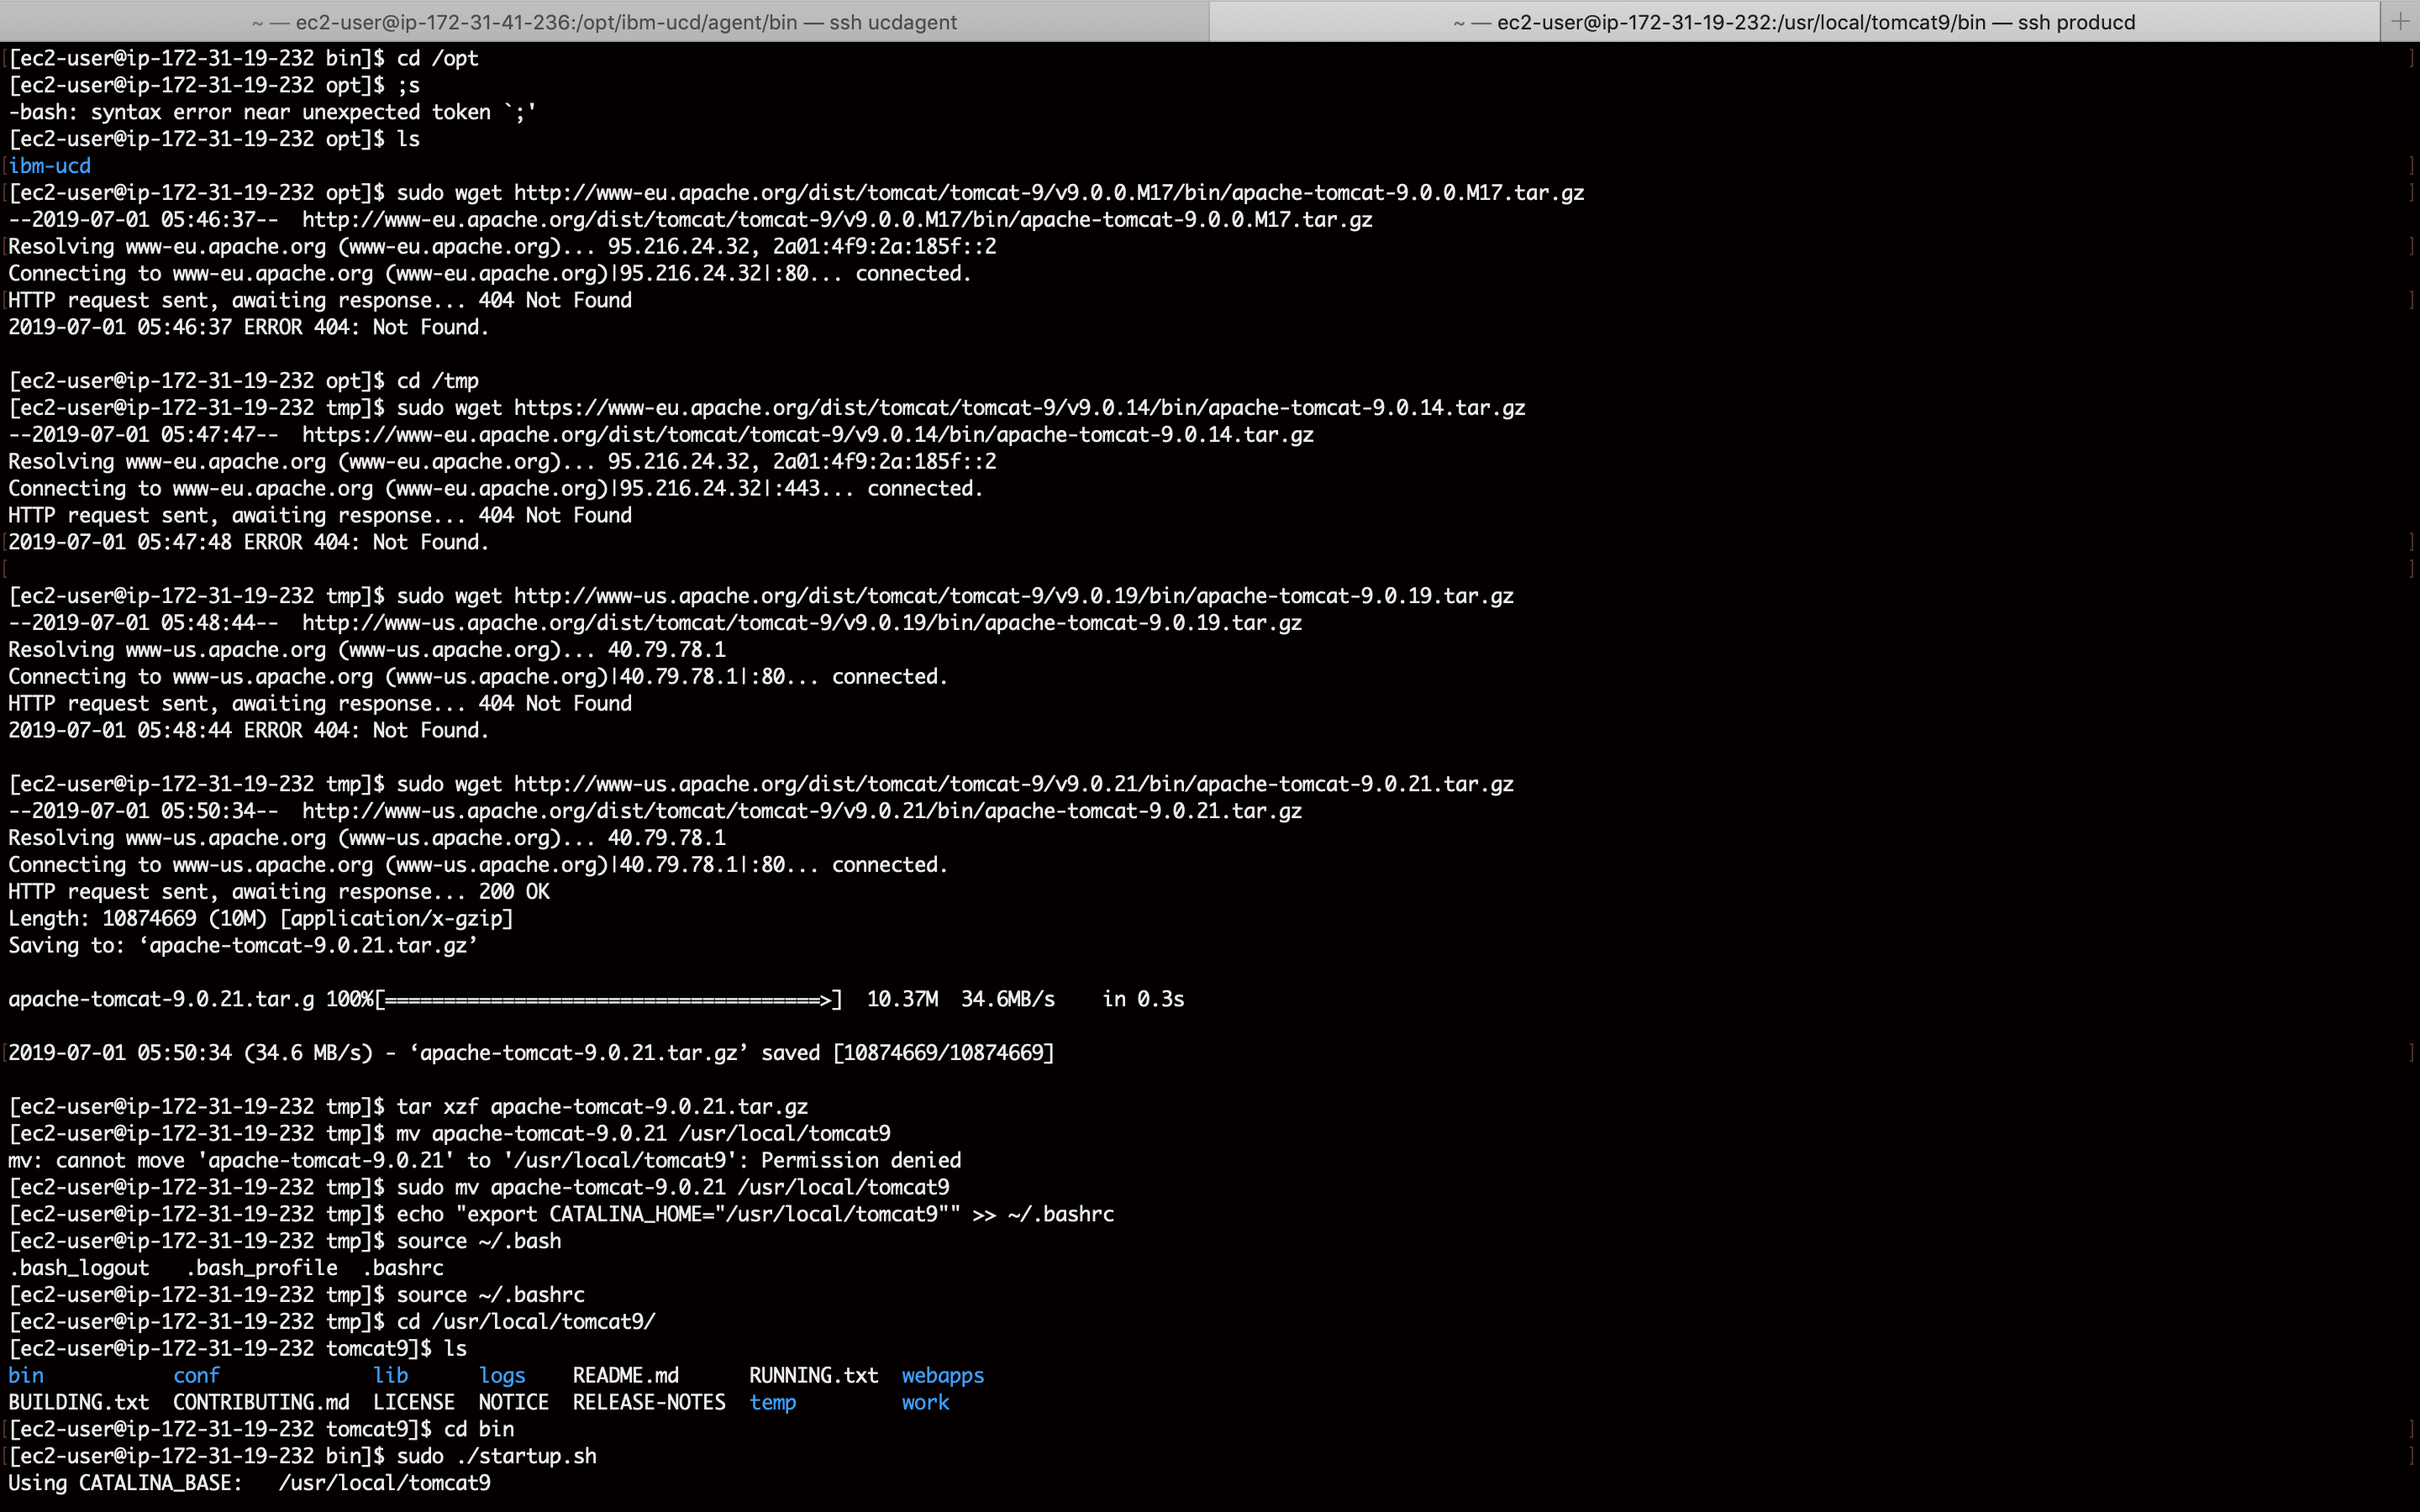 ~ — ec2-user@ip-172-31-41-236:/opt/ibm-ucd/agent/bin — ssh ucdagent
~ — ec2-user@ip-172-31-19-232:/usr/local/tomcat9/bin — ssh producd
[ec2-user@ip-172-31-19-232 bin]$ cd /opt
[ec2-user@ip-172-31-19-232 opt]$ ;s
-bash: syntax error near unexpected token `;'
[ec2-user@ip-172-31-19-232 opt]$ ls
ibm-ucd
[ec2-user@ip-172-31-19-232 opt]$ sudo wget http://www-eu.apache.org/dist/tomcat/tomcat-9/v9.0.0.M17/bin/apache-tomcat-9.0.0.M17.tar.gz
--2019-07-01 05:46:37--  http://www-eu.apache.org/dist/tomcat/tomcat-9/v9.0.0.M17/bin/apache-tomcat-9.0.0.M17.tar.gz
Resolving www-eu.apache.org (www-eu.apache.org)... 95.216.24.32, 2a01:4f9:2a:185f::2
Connecting to www-eu.apache.org (www-eu.apache.org)|95.216.24.32|:80... connected.
HTTP request sent, awaiting response... 404 Not Found
2019-07-01 05:46:37 ERROR 404: Not Found.
[ec2-user@ip-172-31-19-232 opt]$ cd /tmp
[ec2-user@ip-172-31-19-232 tmp]$ sudo wget https://www-eu.apache.org/dist/tomcat/tomcat-9/v9.0.14/bin/apache-tomcat-9.0.14.tar.gz
--2019-07-01 05:47:47--  https://www-eu.apache.org/dist/tomcat/tomcat-9/v9.0.14/bin/apache-tomcat-9.0.14.tar.gz
Resolving www-eu.apache.org (www-eu.apache.org)... 95.216.24.32, 2a01:4f9:2a:185f::2
Connecting to www-eu.apache.org (www-eu.apache.org)|95.216.24.32|:443... connected.
HTTP request sent, awaiting response... 404 Not Found
2019-07-01 05:47:48 ERROR 404: Not Found.
[ec2-user@ip-172-31-19-232 tmp]$ sudo wget http://www-us.apache.org/dist/tomcat/tomcat-9/v9.0.19/bin/apache-tomcat-9.0.19.tar.gz
--2019-07-01 05:48:44--  http://www-us.apache.org/dist/tomcat/tomcat-9/v9.0.19/bin/apache-tomcat-9.0.19.tar.gz
Resolving www-us.apache.org (www-us.apache.org)... 40.79.78.1
Connecting to www-us.apache.org (www-us.apache.org)|40.79.78.1|:80... connected.
HTTP request sent, awaiting response... 404 Not Found
2019-07-01 05:48:44 ERROR 404: Not Found.
[ec2-user@ip-172-31-19-232 tmp]$ sudo wget http://www-us.apache.org/dist/tomcat/tomcat-9/v9.0.21/bin/apache-tomcat-9.0.21.tar.gz
--2019-07-01 05:50:34--  http://www-us.apache.org/dist/tomcat/tomcat-9/v9.0.21/bin/apache-tomcat-9.0.21.tar.gz
Resolving www-us.apache.org (www-us.apache.org)... 40.79.78.1
Connecting to www-us.apache.org (www-us.apache.org)|40.79.78.1|:80... connected.
HTTP request sent, awaiting response... 200 OK
Length: 10874669 (10M) [application/x-gzip]
Saving to: ‘apache-tomcat-9.0.21.tar.gz’
apache-tomcat-9.0.21.tar.g 100%[=====================================>]  10.37M  34.6MB/s    in 0.3s
2019-07-01 05:50:34 (34.6 MB/s) - ‘apache-tomcat-9.0.21.tar.gz’ saved [10874669/10874669]
[ec2-user@ip-172-31-19-232 tmp]$ tar xzf apache-tomcat-9.0.21.tar.gz
[ec2-user@ip-172-31-19-232 tmp]$ mv apache-tomcat-9.0.21 /usr/local/tomcat9
mv: cannot move 'apache-tomcat-9.0.21' to '/usr/local/tomcat9': Permission denied
[ec2-user@ip-172-31-19-232 tmp]$ sudo mv apache-tomcat-9.0.21 /usr/local/tomcat9
[ec2-user@ip-172-31-19-232 tmp]$ echo "export CATALINA_HOME="/usr/local/tomcat9"" >> ~/.bashrc
[ec2-user@ip-172-31-19-232 tmp]$ source ~/.bash
.bash_logout   .bash_profile  .bashrc
[ec2-user@ip-172-31-19-232 tmp]$ source ~/.bashrc
[ec2-user@ip-172-31-19-232 tmp]$ cd /usr/local/tomcat9/
[ec2-user@ip-172-31-19-232 tomcat9]$ ls
bin           conf             lib      logs    README.md      RUNNING.txt  webapps
BUILDING.txt  CONTRIBUTING.md  LICENSE  NOTICE  RELEASE-NOTES  temp         work
[ec2-user@ip-172-31-19-232 tomcat9]$ cd bin
[ec2-user@ip-172-31-19-232 bin]$ sudo ./startup.sh
Using CATALINA_BASE:   /usr/local/tomcat9